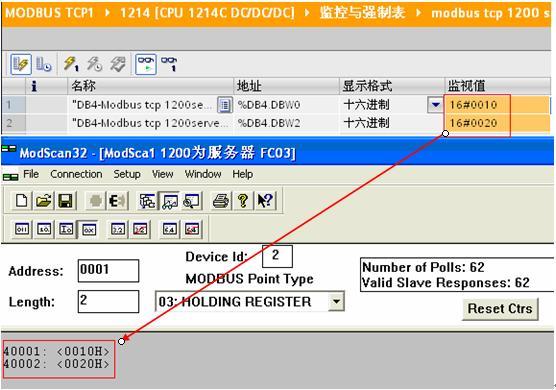 MODBUS TCP1 ▸ 1214 [CPU 1214C DC/DC/DC] ▸ 监控与强制表 ▸ modbus tcp 1200 s
i 名称 地址 显示格式 监视值
1 "DB4-Modbus tcp 1200se... %DB4.DBW0 十六进制 16#0010
2 "DB4-Modbus tcp 1200serve... %DB4.DBW2 十六进制 16#0020
ModScan32 - [ModSca1 1200为服务器 FC03]
File Connection Setup View Window Help
Address: 0001
Device Id: 2
MODBUS Point Type
Length: 2
03: HOLDING REGISTER
Number of Polls: 62
Valid Slave Responses: 62
Reset Ctrs
40001: <0010H>
40002: <0020H>